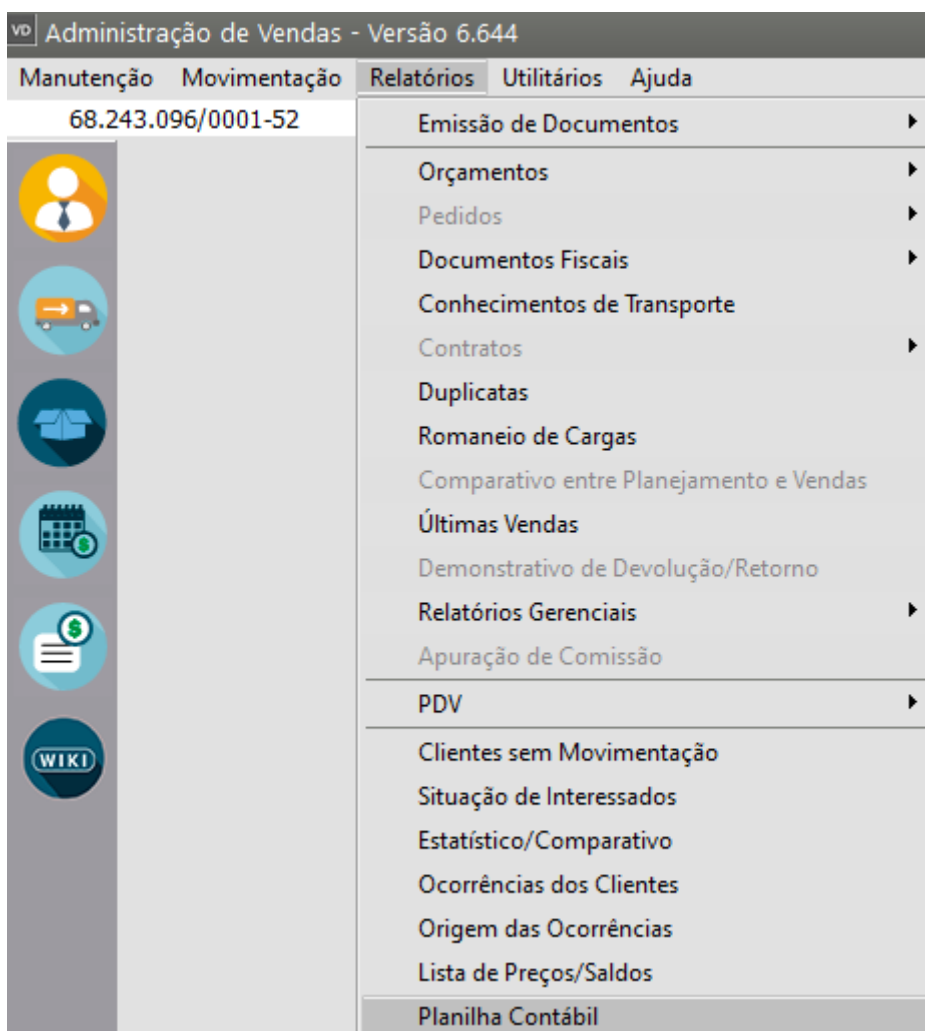 VD Administração de Vendas - Versão 6.644
Manutenção Movimentação Relatórios Utilitários Ajuda
68.243.096/0001-52
Emissão de Documentos
Orçamentos
Pedidos
Documentos Fiscais
Conhecimentos de Transporte
Contratos
Duplicatas
Romaneio de Cargas
Comparativo entre Planejamento e Vendas
Últimas Vendas
Demonstrativo de Devolução/Retorno
Relatórios Gerenciais
Apuração de Comissão
PDV
Clientes sem Movimentação
Situação de Interessados
Estatístico/Comparativo
Ocorrências dos Clientes
Origem das Ocorrências
Lista de Preços/Saldos
Planilha Contábil
WIKI